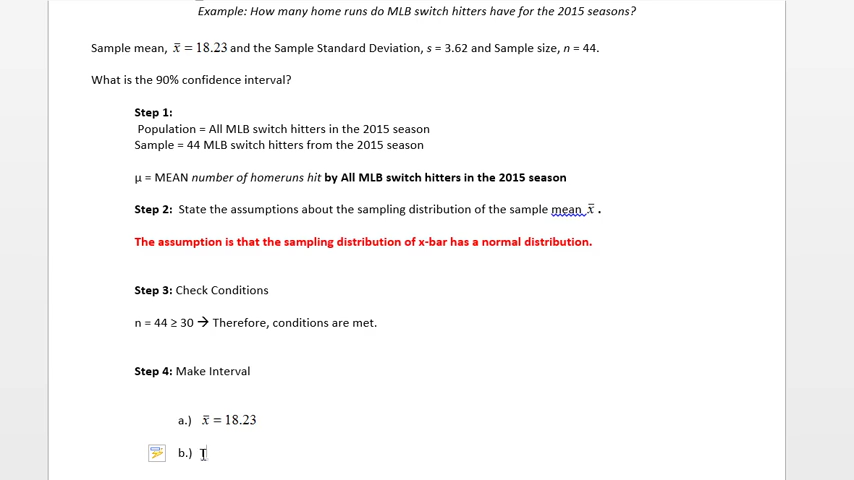 Example: How many home runs do MLB switch hitters have for the 2015 seasons?
Sample mean, x̄ = 18.23 and the Sample Standard Deviation, s = 3.62 and Sample size, n = 44.
What is the 90% confidence interval?
Step 1:
Population = All MLB switch hitters in the 2015 season
Sample = 44 MLB switch hitters from the 2015 season
μ = MEAN number of homeruns hit by All MLB switch hitters in the 2015 season
Step 2: State the assumptions about the sampling distribution of the sample mean x̄ .
The assumption is that the sampling distribution of x-bar has a normal distribution.
Step 3: Check Conditions
n = 44 ≥ 30 → Therefore, conditions are met.
Step 4: Make Interval
a.) x̄ = 18.23
b.) T